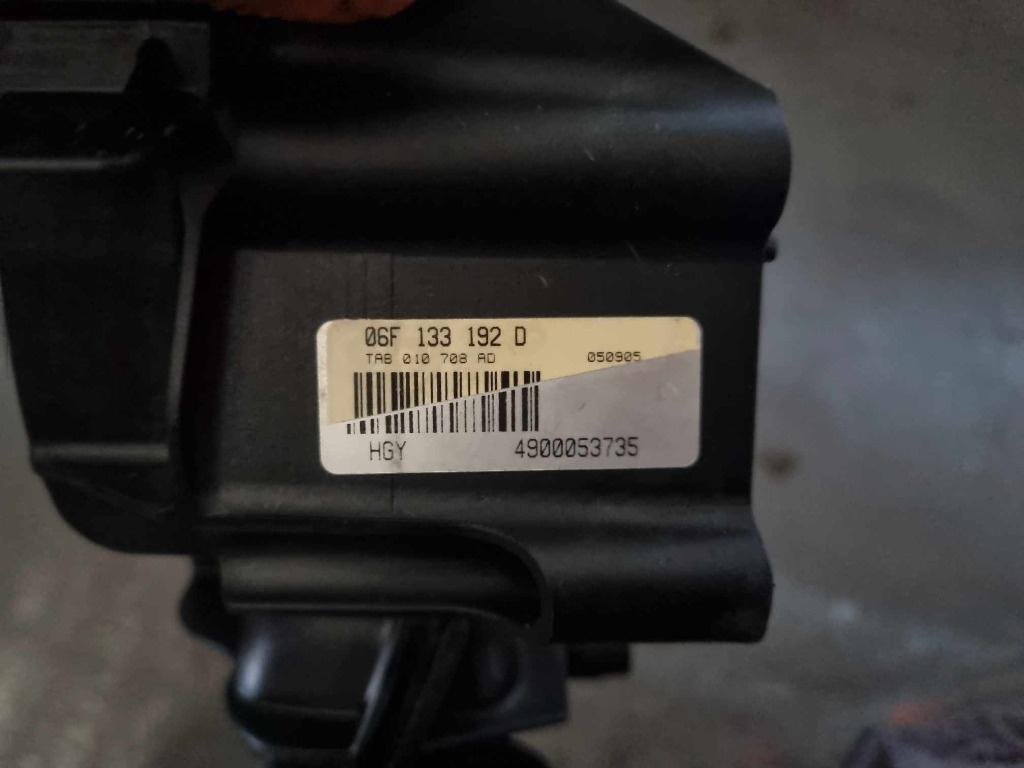 06F 133 192 D
TAB 010 708 AD 050905
HGY 4900053735